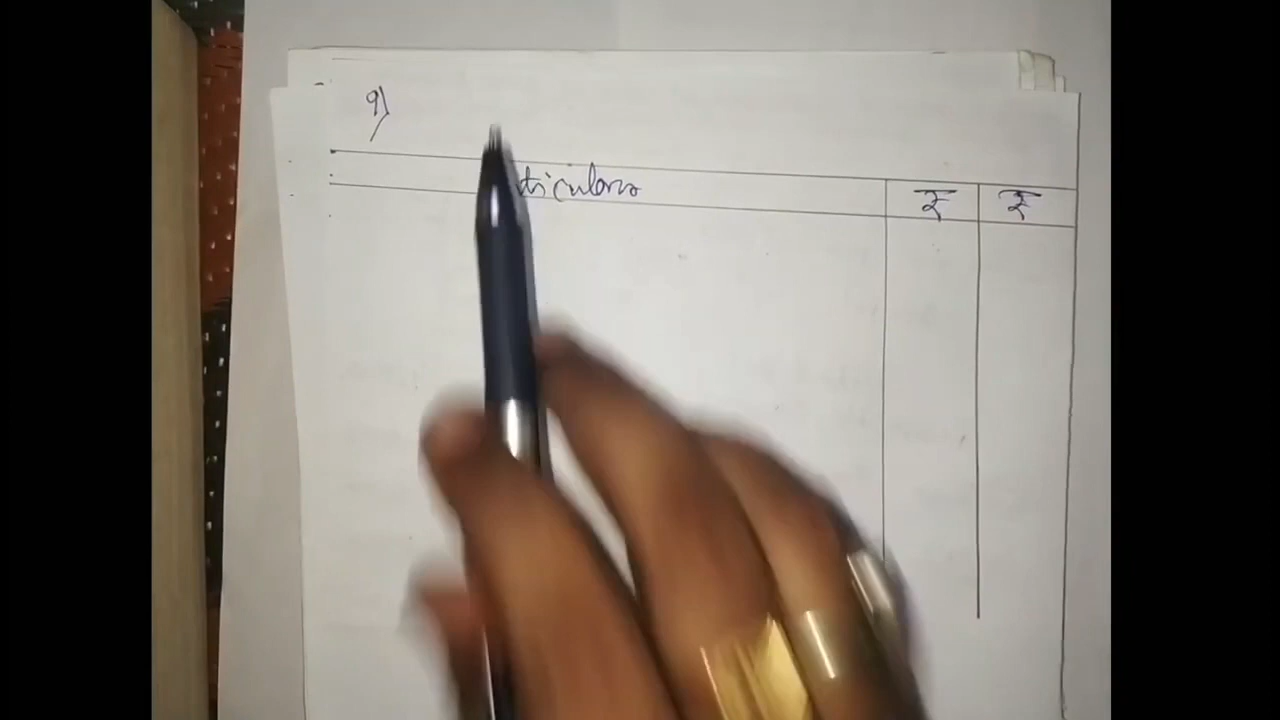 9)
ticulars ₹ ₹